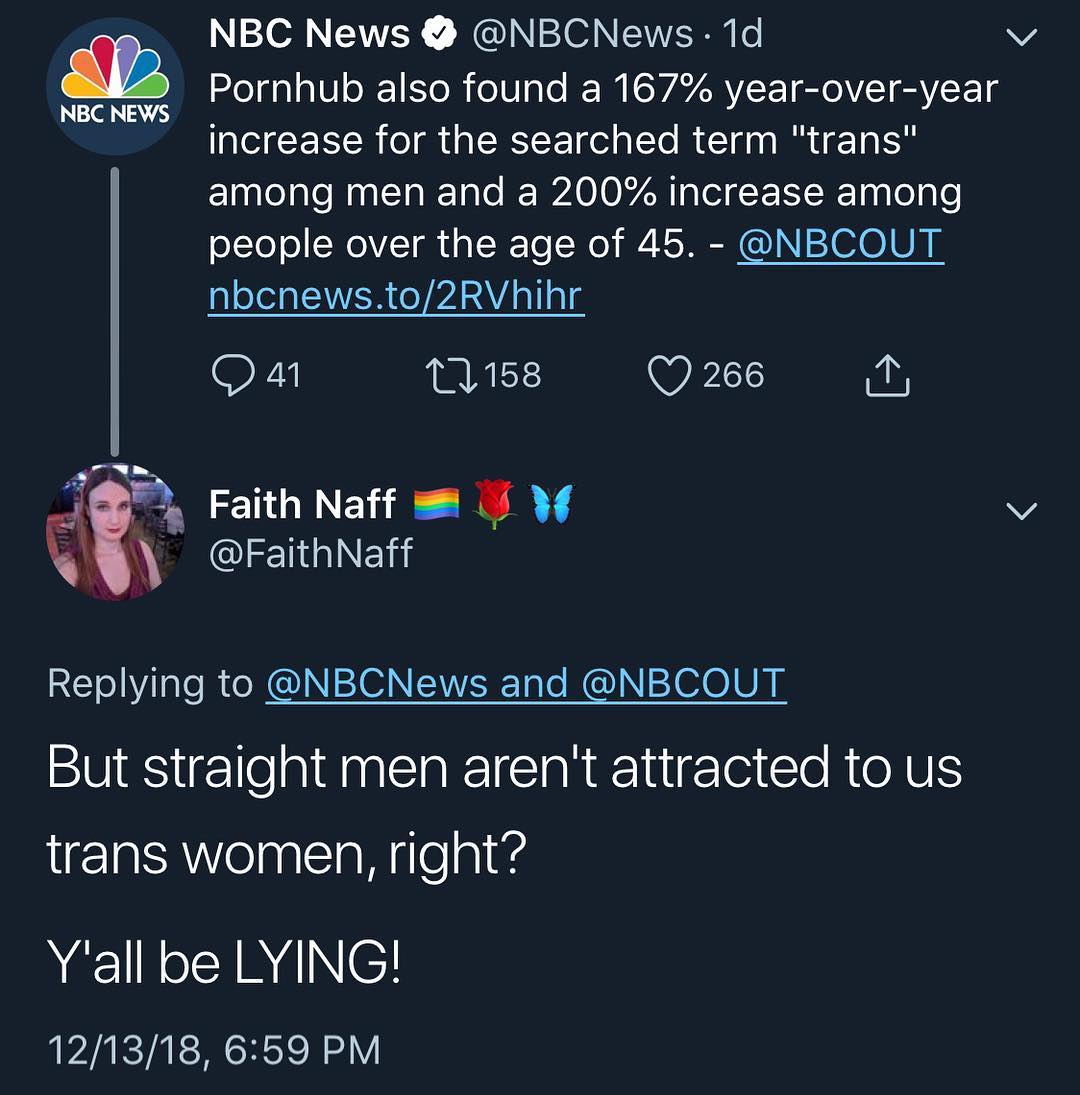 NBC News @NBCNews · 1d
Pornhub also found a 167% year-over-year
increase for the searched term "trans"
among men and a 200% increase among
people over the age of 45. - @NBCOUT
nbcnews.to/2RVhihr
NBC NEWS
41 158 266
Faith Naff 🏳️‍🌈 🌹 🦋
@FaithNaff
Replying to @NBCNews and @NBCOUT
But straight men aren't attracted to us
trans women, right?
Y'all be LYING!
12/13/18, 6:59 PM